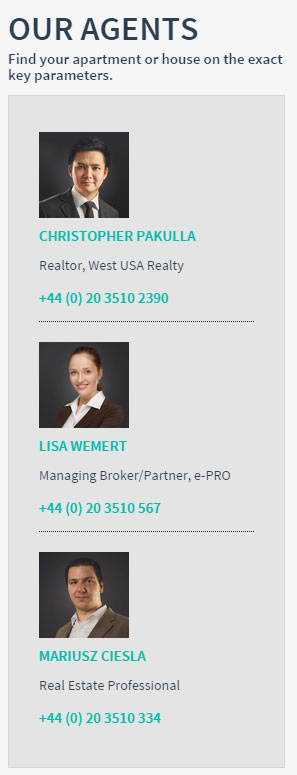 OUR AGENTS
Find your apartment or house on the exact
key parameters.
CHRISTOPHER PAKULLA
Realtor, West USA Realty
+44 (0) 20 3510 2390
LISA WEMERT
Managing Broker/Partner, e-PRO
+44 (0) 20 3510 567
MARIUSZ CIESLA
Real Estate Professional
+44 (0) 20 3510 334